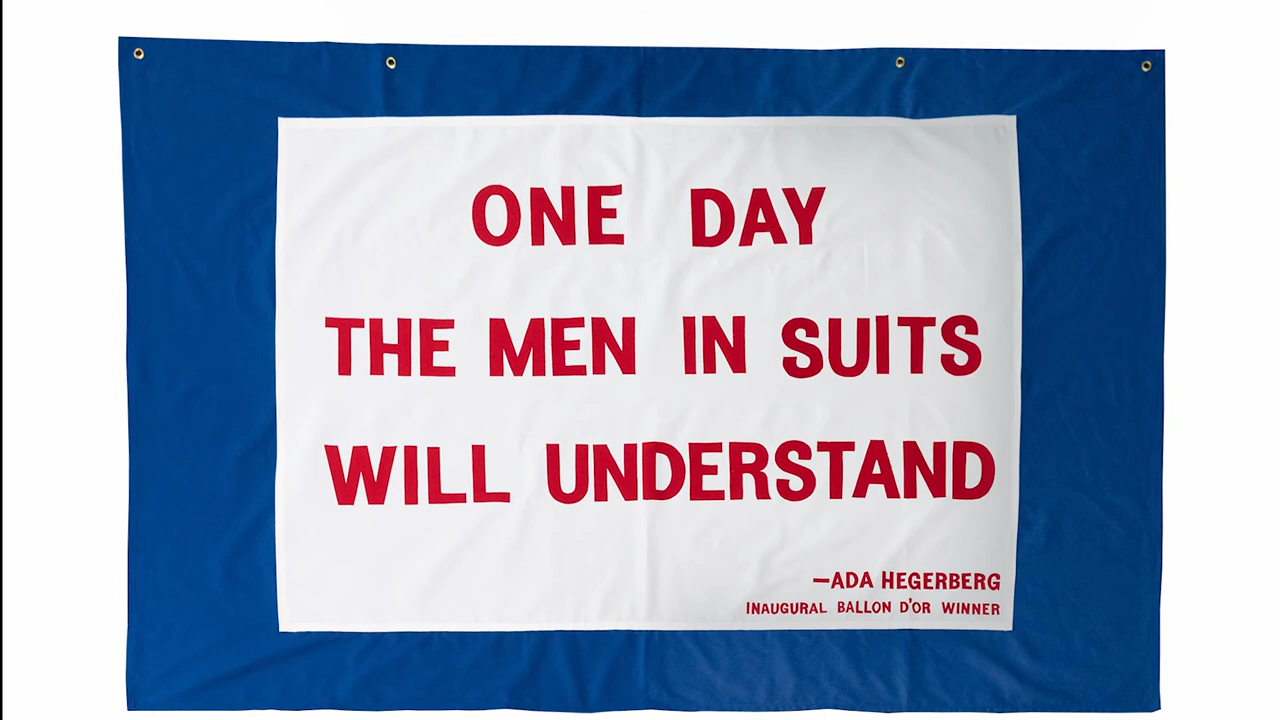 ONE DAY
THE MEN IN SUITS
WILL UNDERSTAND
—ADA HEGERBERG
INAUGURAL BALLON D'OR WINNER